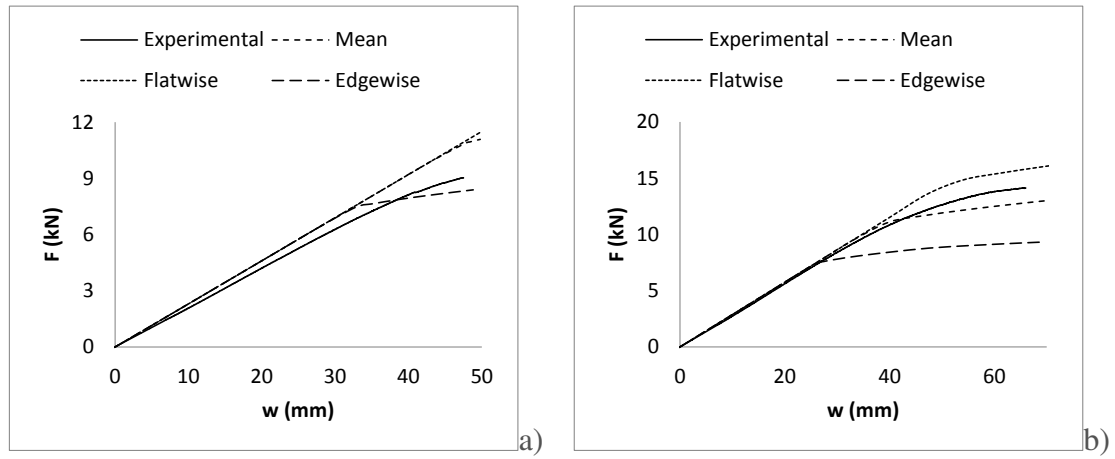 Experimental Mean
Flatwise Edgewise
12
9
6
3
0
F (kN)
0 10 20 30 40 50
w (mm)
a)
Experimental Mean
Flatwise Edgewise
20
15
10
5
0
F (kN)
0 20 40 60
w (mm)
b)